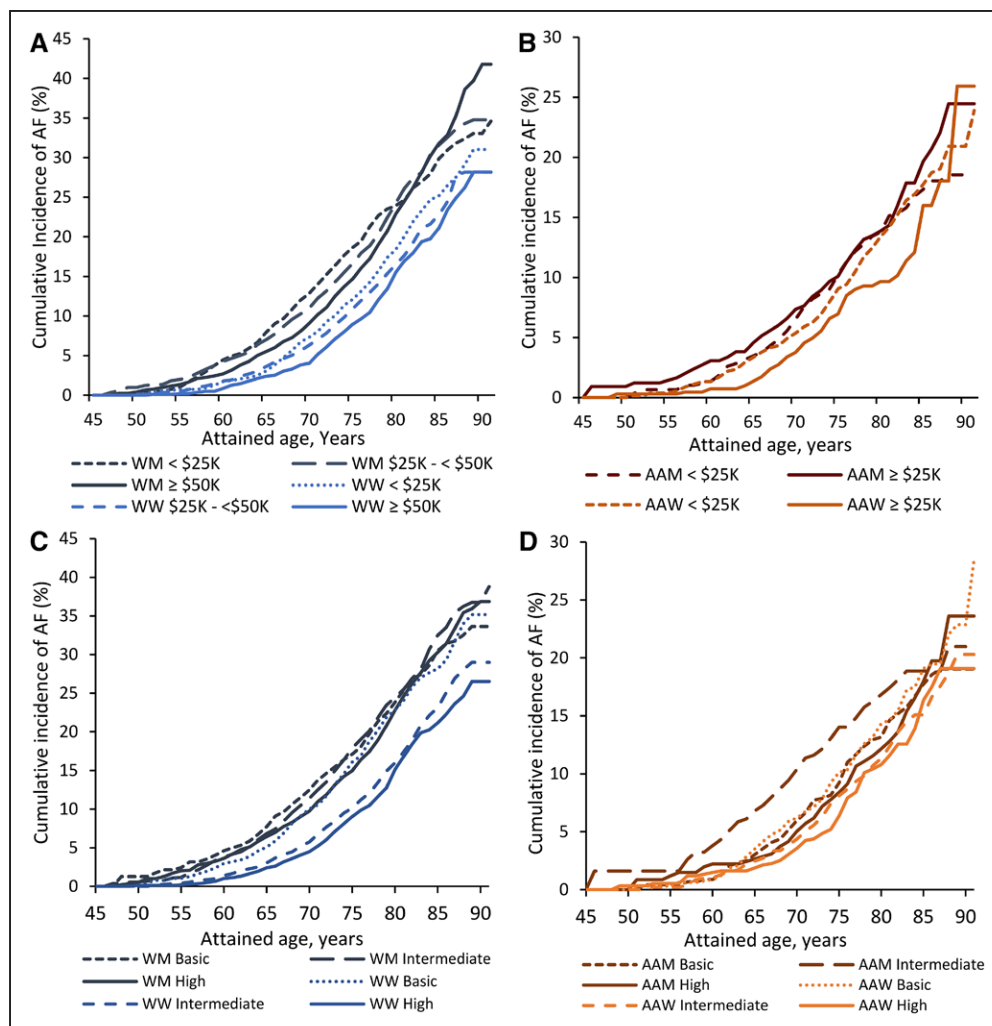 A
Cumulative Incidence of AF (%)
45
40
35
30
25
20
15
10
5
0
45 50 55 60 65 70 75 80 85 90
Attained age, Years
WM < $25K WM $25K - < $50K
WM ≥ $50K WW < $25K
WW $25K - <$50K WW ≥ $50K
B
Cumulative incidence of AF (%)
30
25
20
15
10
5
0
45 50 55 60 65 70 75 80 85 90
Attained age, years
AAM < $25K AAM ≥ $25K
AAW < $25K AAW ≥ $25K
C
Cumulative incidence of AF (%)
45
40
35
30
25
20
15
10
5
0
45 50 55 60 65 70 75 80 85 90
Attained age, years
WM Basic WM Intermediate
WM High WW Basic
WW Intermediate WW High
D
Cumulative incidence of AF (%)
30
25
20
15
10
5
0
45 50 55 60 65 70 75 80 85 90
Attained age, years
AAM Basic AAM Intermediate
AAM High AAW Basic
AAW Intermediate AAW High